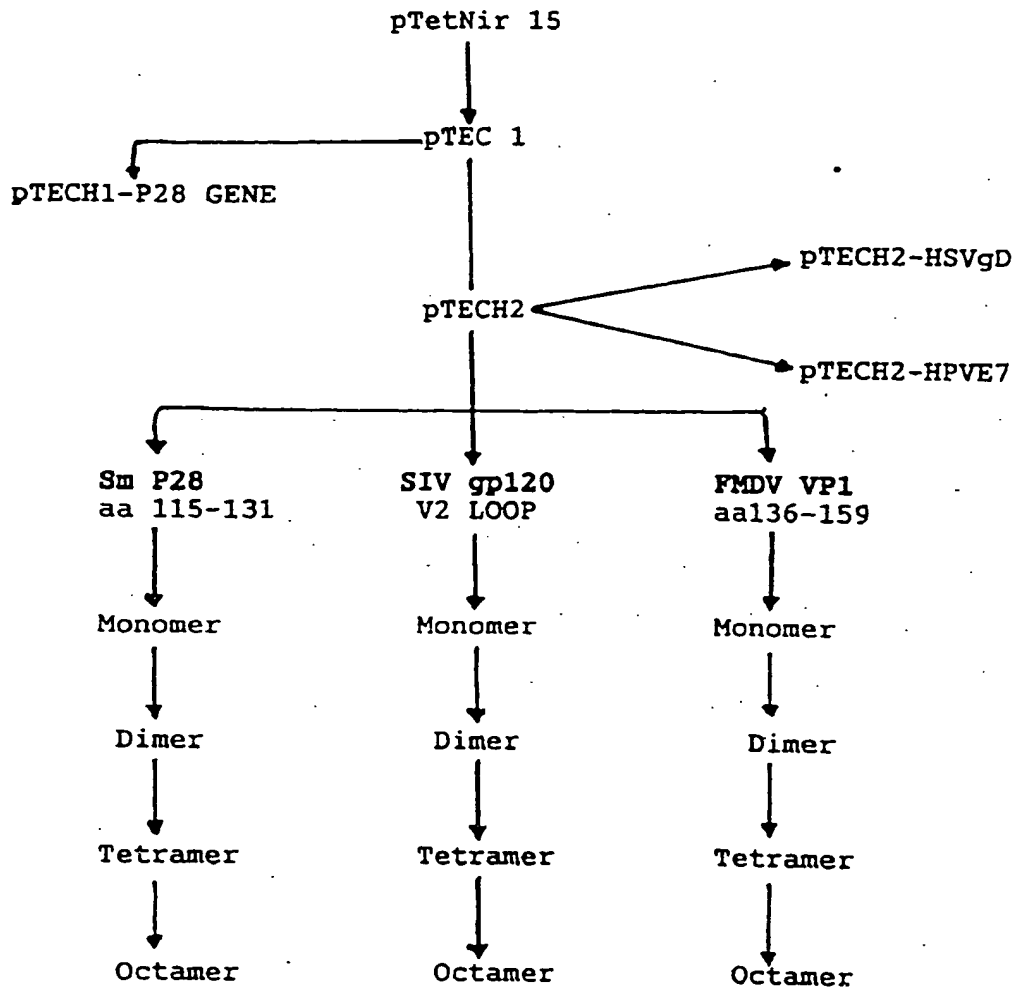 pTetNir 15
pTEC 1
pTECH1-P28 GENE
pTECH2-HSVgD
pTECH2
pTECH2-HPVE7
Sm P28
aa 115-131
SIV gp120
V2 LOOP
FMDV VP1
aa136-159
Monomer
Monomer
Monomer
Dimer
Dimer
Dimer
Tetramer
Tetramer
Tetramer
Octamer
Octamer
Octamer